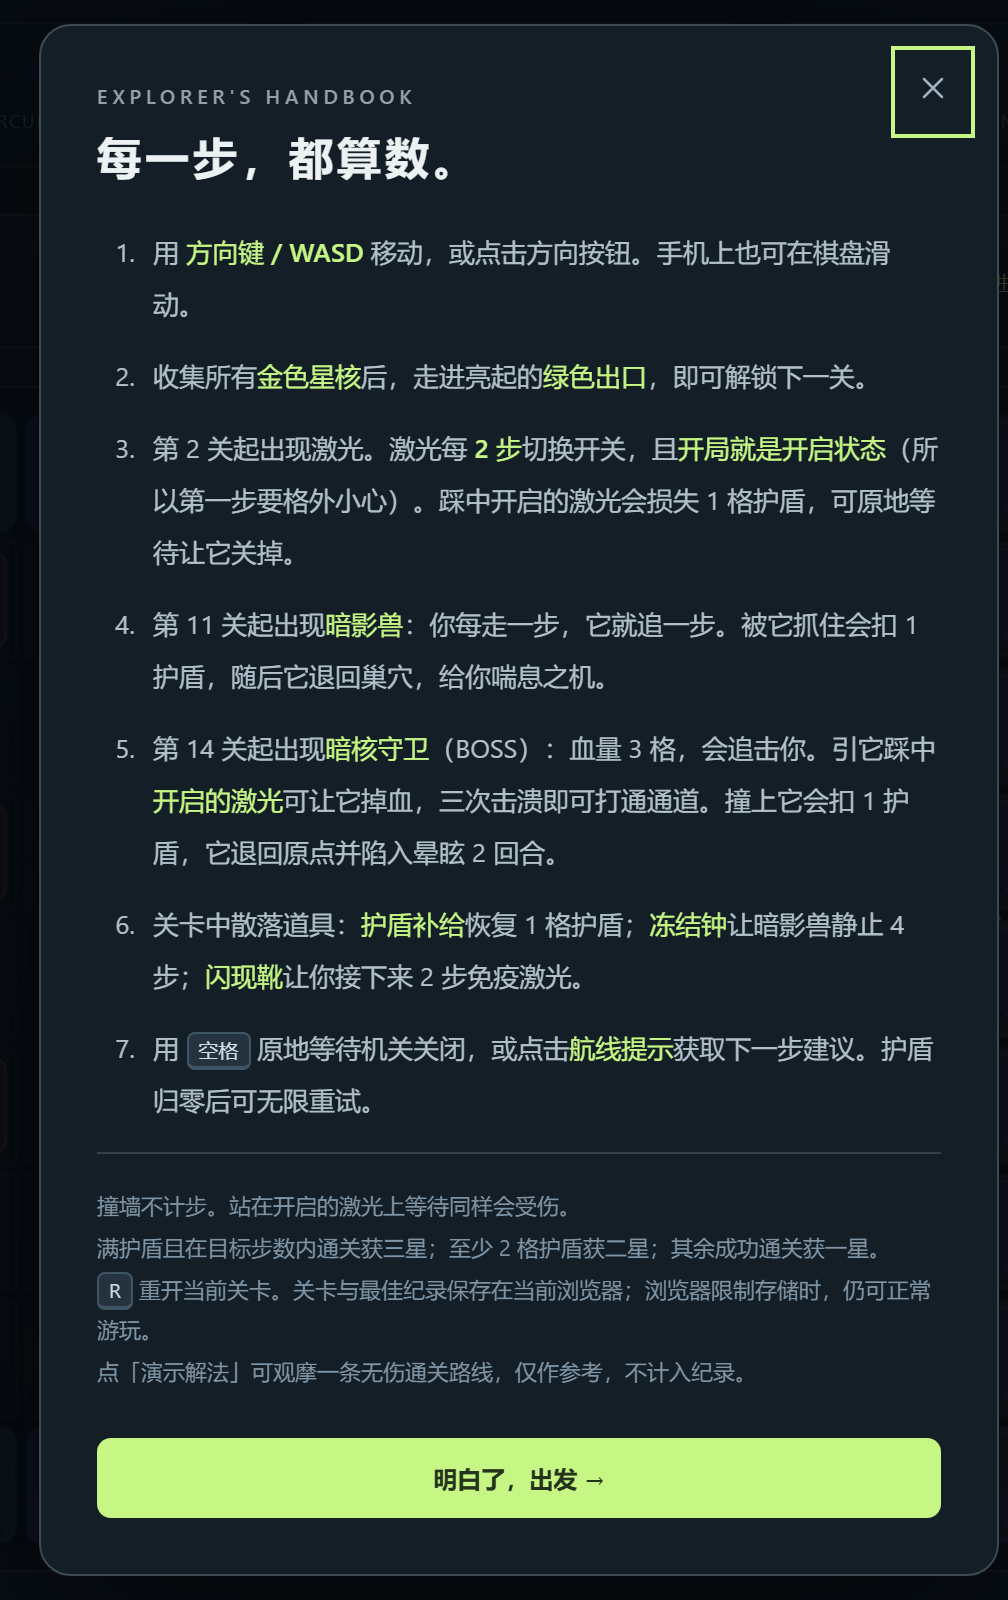 EXPLORER'S HANDBOOK
每一步，都算数。
1. 用 方向键 / WASD 移动，或点击方向按钮。手机上也可在棋盘滑
动。
2. 收集所有金色星核后，走进亮起的绿色出口，即可解锁下一关。
3. 第 2 关起出现激光。激光每 2 步切换开关，且开局就是开启状态（所
以第一步要格外小心）。踩中开启的激光会损失 1 格护盾，可原地等
待让它关掉。
4. 第 11 关起出现暗影兽：你每走一步，它就追一步。被它抓住会扣 1
护盾，随后它退回巢穴，给你喘息之机。
5. 第 14 关起出现暗核守卫（BOSS）：血量 3 格，会追击你。引它踩中
开启的激光可让它掉血，三次击溃即可打通通道。撞上它会扣 1 护
盾，它退回原点并陷入晕眩 2 回合。
6. 关卡中散落道具：护盾补给恢复 1 格护盾；冻结钟让暗影兽静止 4
步；闪现靴让你接下来 2 步免疫激光。
7. 用 空格 原地等待机关关闭，或点击航线提示获取下一步建议。护盾
归零后可无限重试。
撞墙不计步。站在开启的激光上等待同样会受伤。
满护盾且在目标步数内通关获三星；至少 2 格护盾获二星；其余成功通关获一星。
R 重开当前关卡。关卡与最佳纪录保存在当前浏览器；浏览器限制存储时，仍可正常
游玩。
点「演示解法」可观摩一条无伤通关路线，仅作参考，不计入纪录。
明白了，出发 →